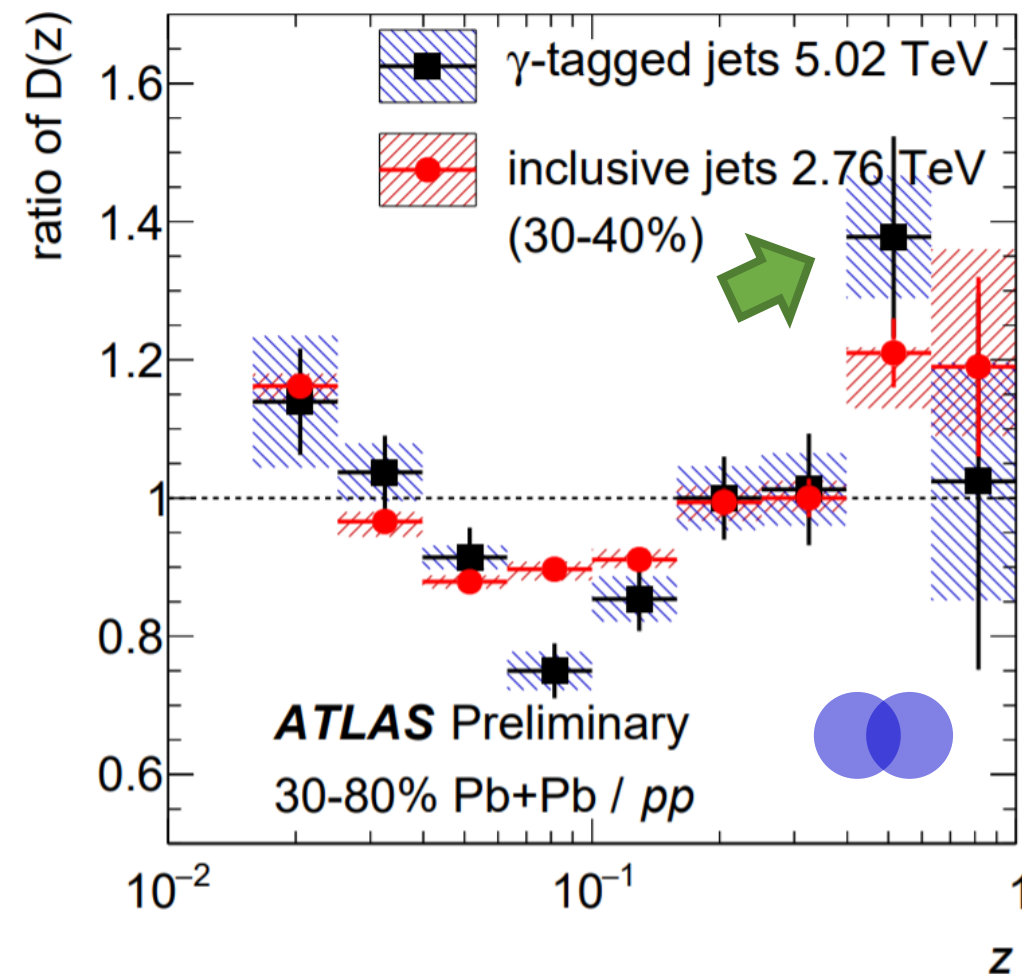 ratio of D(z)
γ-tagged jets 5.02 TeV
inclusive jets 2.76 TeV
(30-40%)
1.6
1.4
1.2
1
0.8
0.6
ATLAS Preliminary
30-80% Pb+Pb / pp
10⁻²
10⁻¹
1
z